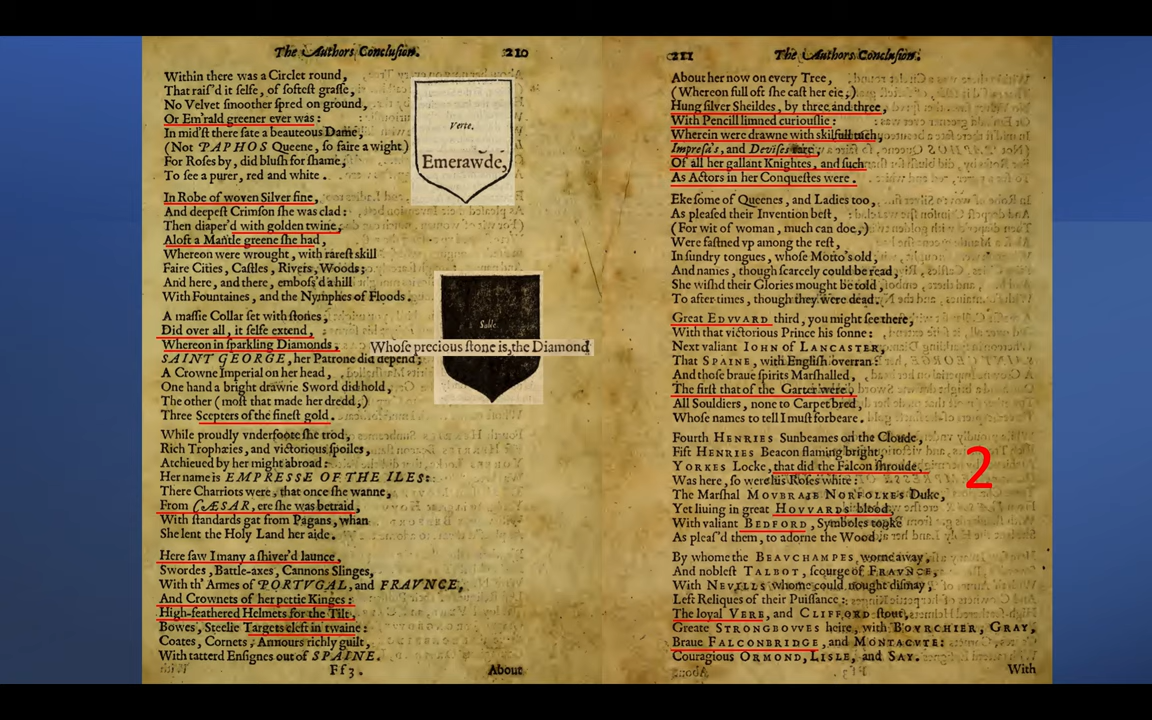 The Authors Conclusion. 210
Within there was a Circlet round,
That rais'd it selfe, of softest grasse,
No Velvet smoother spred on ground,
Or Em'rald greener ever was:
In mid'st there sate a beauteous Dame,
(Not PAPHOS Queene, so faire a wight)
For Roses by, did blush for shame,
To see a purer, red and white.
In Robe of woven Silver fine,
And deepest Crimson she was clad:
Then diaper'd with golden twine,
Aloft a Mantle greene she had,
Whereon were wrought, with rarest skill
Faire Cities, Castles, Rivers, Woods:
And here, and there, emboss'd a hill
With Fountaines, and the Nymphes of Floods.
A massie Collar set with stones,
Did over all, it selfe extend,
Whereon in sparkling Diamonds,
SAINT GEORGE, her Patrone did depend;
A Crowne Imperial on her head,
One hand a bright drawne Sword did hold,
The other (most that made her dredd,)
Three Scepters of the finest gold.
While proudly vnderfoote she trod,
Rich Trophæies, and victorious spoiles,
Atchieued by her might abroad:
Her name is EMPRESSE OF THE ILES:
There Charriots were, that once she wanne,
From CÆSAR, ere she was betraid,
With standards gat from Pagans, whan
She lent the Holy Land her aide.
Here saw I many a shiver'd launce,
Swordes, Battle-axes, Cannons, Slinges,
With th' Armes of PORTVGAL, and FRAVNCE,
And Crownets of her pettie Kinges:
High-feathered Helmets for the Tilt,
Bowes, Steelie Targets cleft in twaine:
Coates, Cornets, Armours richly guilt,
With tatterd Ensignes out of SPAINE.
Ff3. About
Verte.
Emerawde,
Sable
Whose precious stone is, the Diamond
211 The Authors Conclusion.
About her now on every Tree,
(Whereon full oft she cast her eie,)
Hung silver Sheildes, by three and three,
With Pencill limned curiouslie:
Wherein were drawne with skilfull tuch,
Impresa's, and Devises rare,
Of all her gallant Knightes, and such
As Actors in her Conquestes were.
Eke some of Queenes, and Ladies too,
As pleased their Invention best,
(For wit of woman, much can doe,)
Were fastned vp among the rest,
In sundry tongues, whose Motto's old,
And names, though scarcely could be read,
She wishd their Glories mought be told,
To after times, though they were dead.
Great EDVVARD third, you might see there,
With that victorious Prince his sonne:
Next valiant IOHN of LANCASTER,
That SPAINE, with English overran:
And those braue spirits Marshalled,
The first that of the Garter were,
All Souldiers, none to Carpet bred,
Whose names to tell I must forbeare.
Fourth HENRIES Sunbeames on the Cloude,
Fift HENRIES Beacon flaming bright,
YORKES Locke, that did the Falcon shroude,
Was here, so were his Roses white:
The Marshal MOVBRAIE NORFOLKES Duke,
Yet liuing in great HOVVARDS blood,
With valiant BEDFORD, Symboles tooke
As pleas'd them, to adorne the Wood.
By whome the BEAVCHAMPES, worne away,
And noblest TALBOT, scourge of FRAVNCE,
With NEVILLS whome could nought dismay,
Left Reliques of their Puissance:
The loyal VERE, and CLIFFORD stout,
Greate STRONGBOVVES heire, with BOVRCHIER, GRAY,
Braue FALCONBRIDGE, and MONTACVTE:
Couragious ORMOND, LISLE, and SAY.
With
2